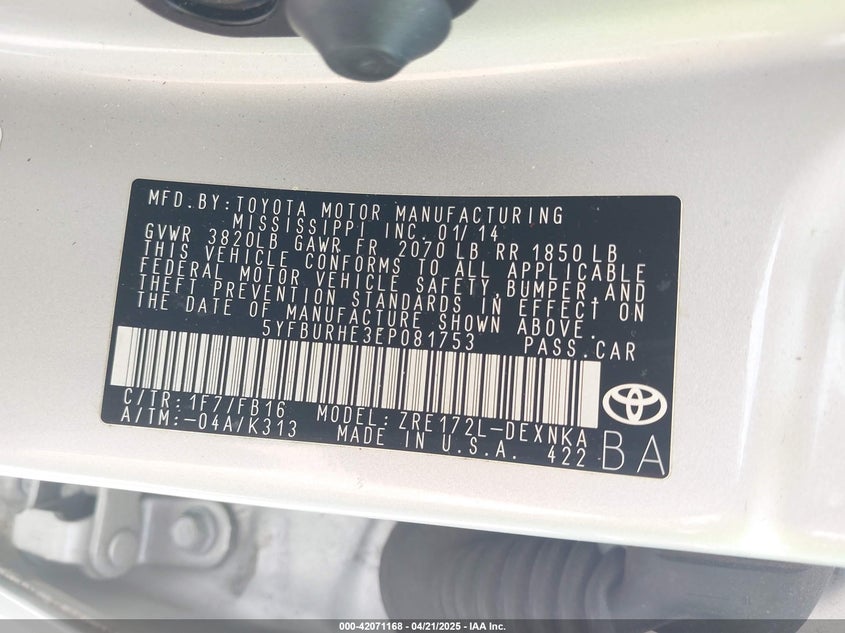 MFD. BY: TOYOTA MOTOR MANUFACTURING
MISSISSIPPI INC. 01/14
GVWR 3820LB GAWR FR 2070 LB RR 1850 LB
THIS VEHICLE CONFORMS TO ALL APPLICABLE
FEDERAL MOTOR VEHICLE SAFETY, BUMPER, AND
THEFT PREVENTION STANDARDS IN EFFECT ON
THE DATE OF MANUFACTURE SHOWN ABOVE.
5YFBURHE3EP081753 PASS.CAR
C/TR: 1F7/FB16 MODEL: ZRE172L-DEXNKA
A/TM: -04A/K313 MADE IN U.S.A. 422
BA
000-42071168 - 04/21/2025 - IAA Inc.